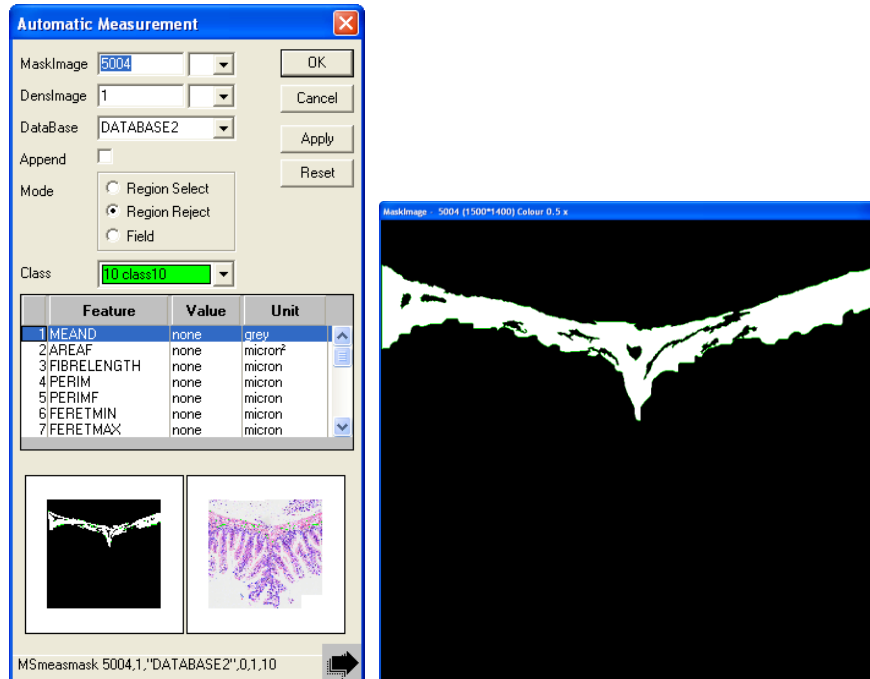 Automatic Measurement
MaskImage 5004
OK
DensImage 1
Cancel
DataBase DATABASE2
Apply
Append
Reset
Mode
Region Select
Region Reject
Field
Class 10 class10
Feature Value Unit
1 MEAND none grey
2 AREAF none micron²
3 FIBRELENGTH none micron
4 PERIM none micron
5 PERIMF none micron
6 FERETMIN none micron
7 FERETMAX none micron
MSmeasmask 5004,1,"DATABASE2",0,1,10
MaskImage - 5004 (1500*1400) Colour 0.5 x